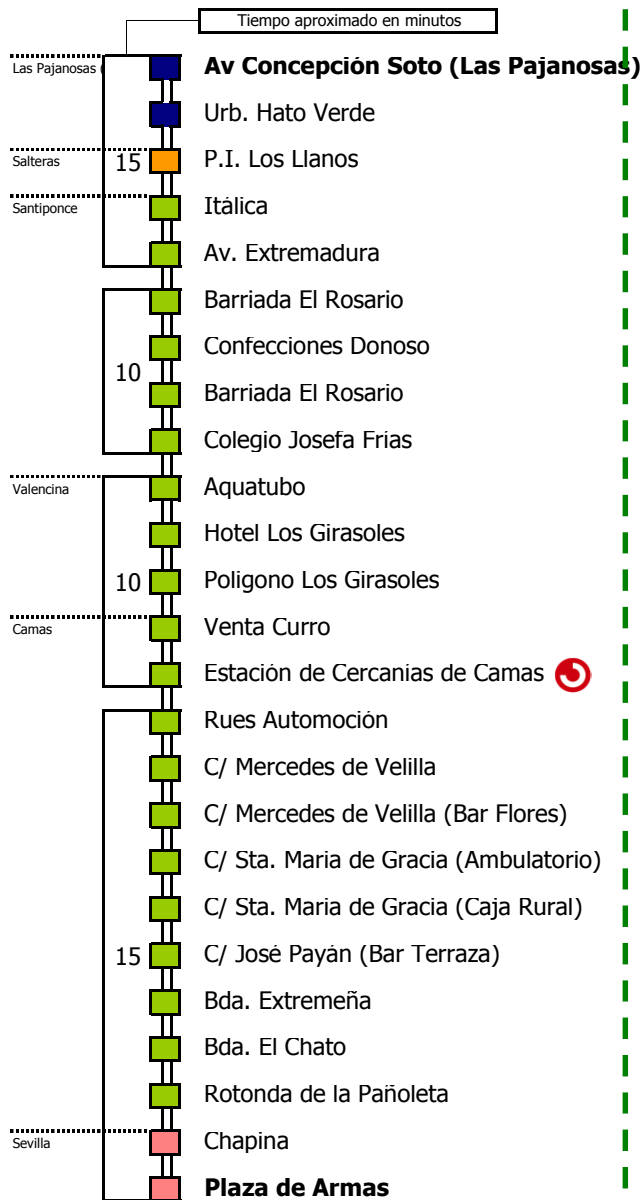 Tiempo aproximado en minutos
Las Pajanosas (
Av Concepción Soto (Las Pajanosas)
Urb. Hato Verde
Salteras
15
P.I. Los Llanos
Santiponce
Itálica
Av. Extremadura
Barriada El Rosario
Confecciones Donoso
10
Barriada El Rosario
Colegio Josefa Frías
Valencina
Aquatubo
Hotel Los Girasoles
10
Poligono Los Girasoles
Camas
Venta Curro
Estación de Cercanías de Camas
Rues Automoción
C/ Mercedes de Velilla
C/ Mercedes de Velilla (Bar Flores)
C/ Sta. Maria de Gracia (Ambulatorio)
C/ Sta. Maria de Gracia (Caja Rural)
15
C/ José Payán (Bar Terraza)
Bda. Extremeña
Bda. El Chato
Rotonda de la Pañoleta
Sevilla
Chapina
Plaza de Armas